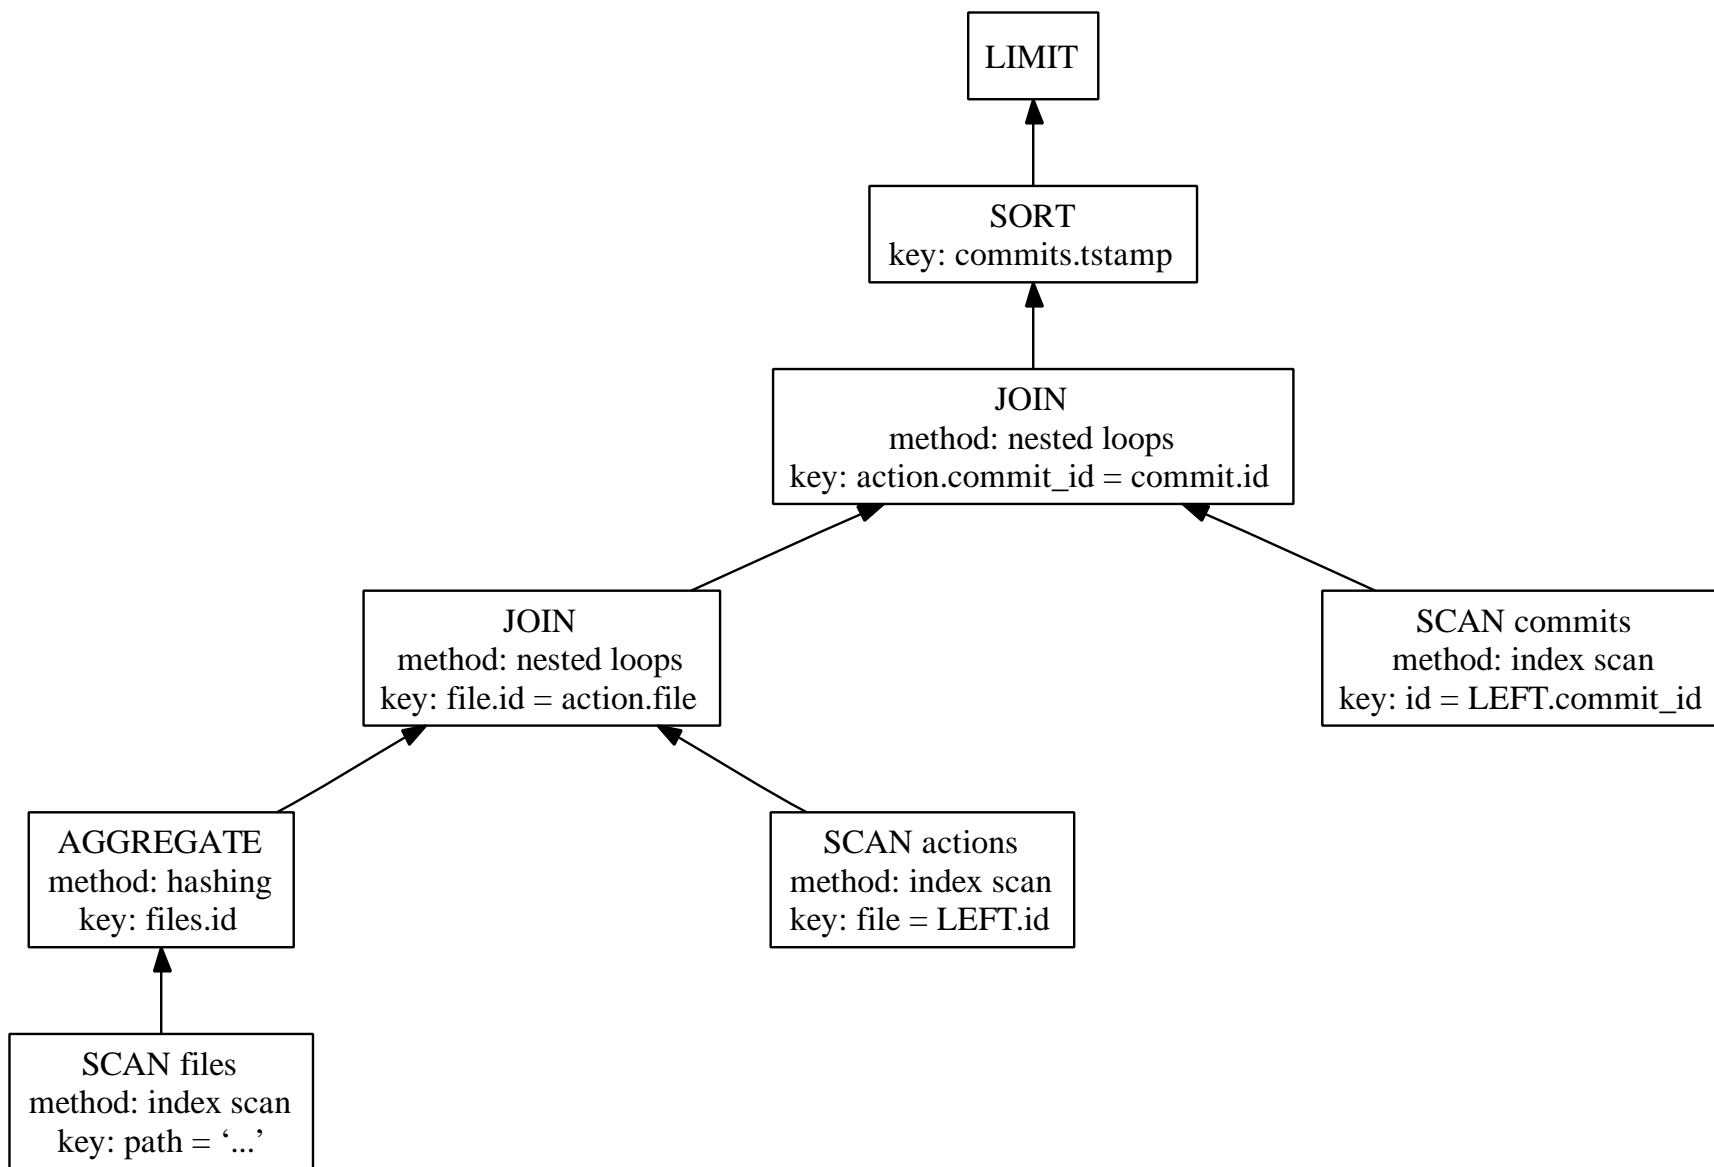 LIMIT
SORT
key: commits.tstamp
JOIN
method: nested loops
key: action.commit_id = commit.id
JOIN
method: nested loops
key: file.id = action.file
SCAN commits
method: index scan
key: id = LEFT.commit_id
AGGREGATE
method: hashing
key: files.id
SCAN actions
method: index scan
key: file = LEFT.id
SCAN files
method: index scan
key: path = ‘...’